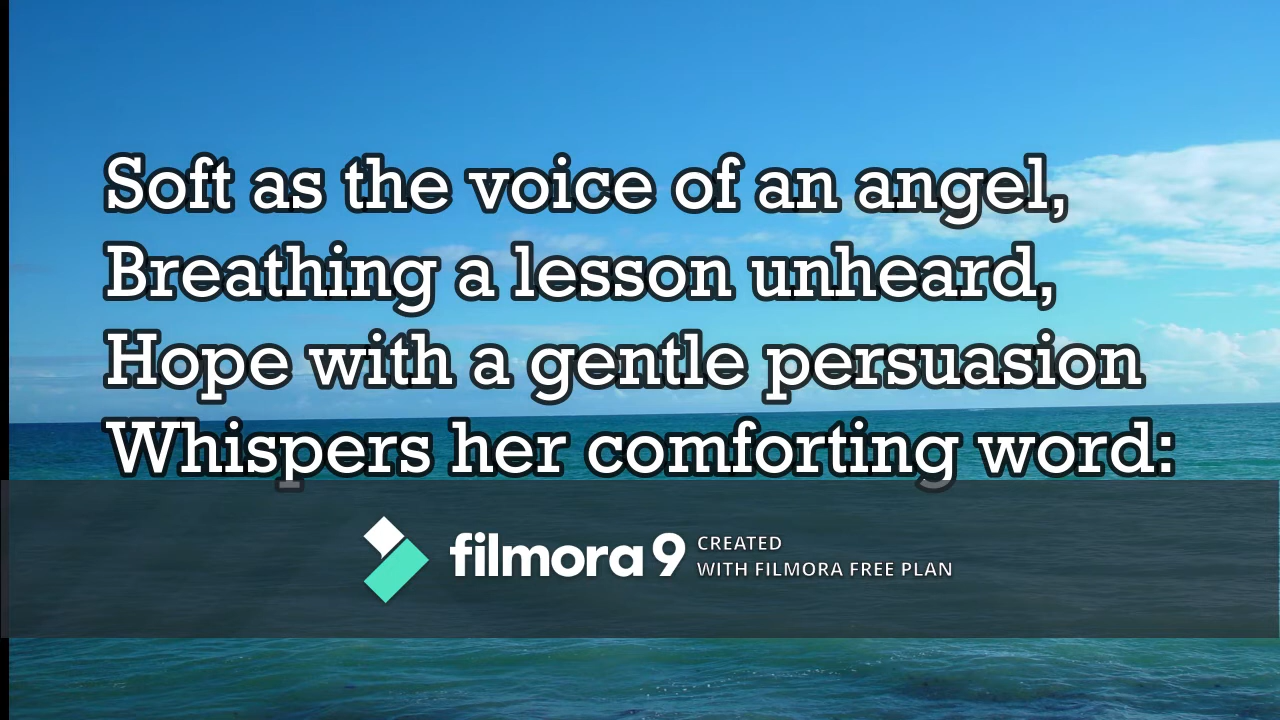 Soft as the voice of an angel,
Breathing a lesson unheard,
Hope with a gentle persuasion
Whispers her comforting word:
filmora 9
CREATED
WITH FILMORA FREE PLAN